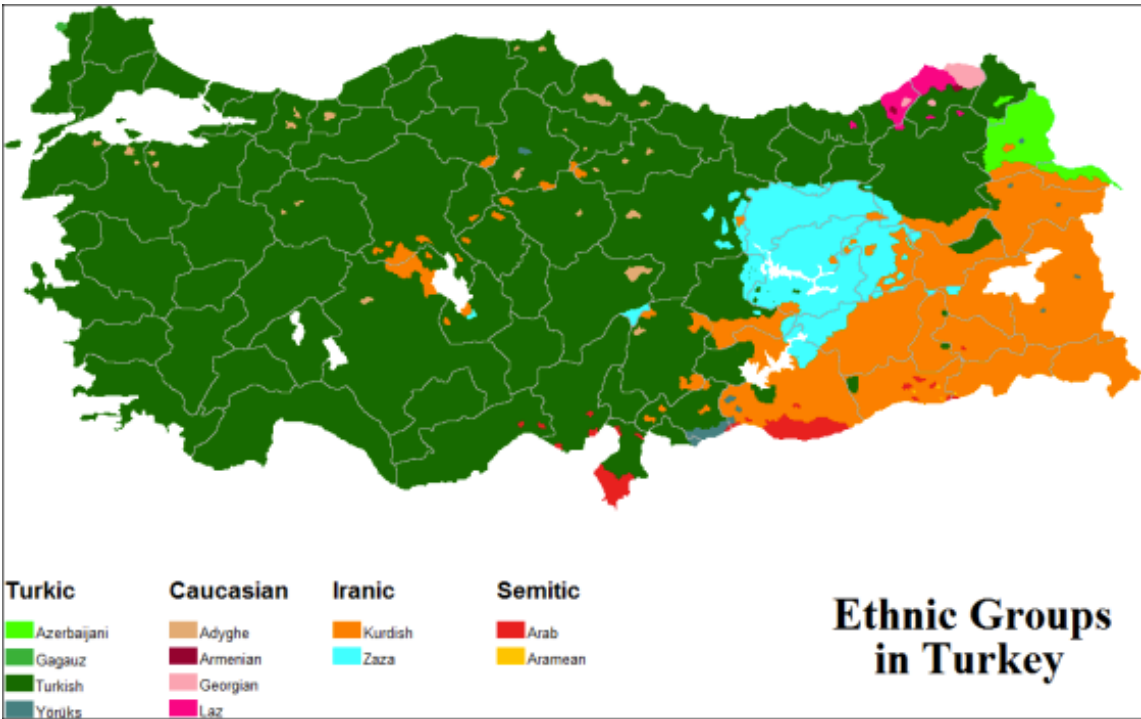 Turkic
Azerbaijani
Gagauz
Turkish
Yörüks
Caucasian
Adyghe
Armenian
Georgian
Laz
Iranic
Kurdish
Zaza
Semitic
Arab
Aramean
Ethnic Groups
in Turkey